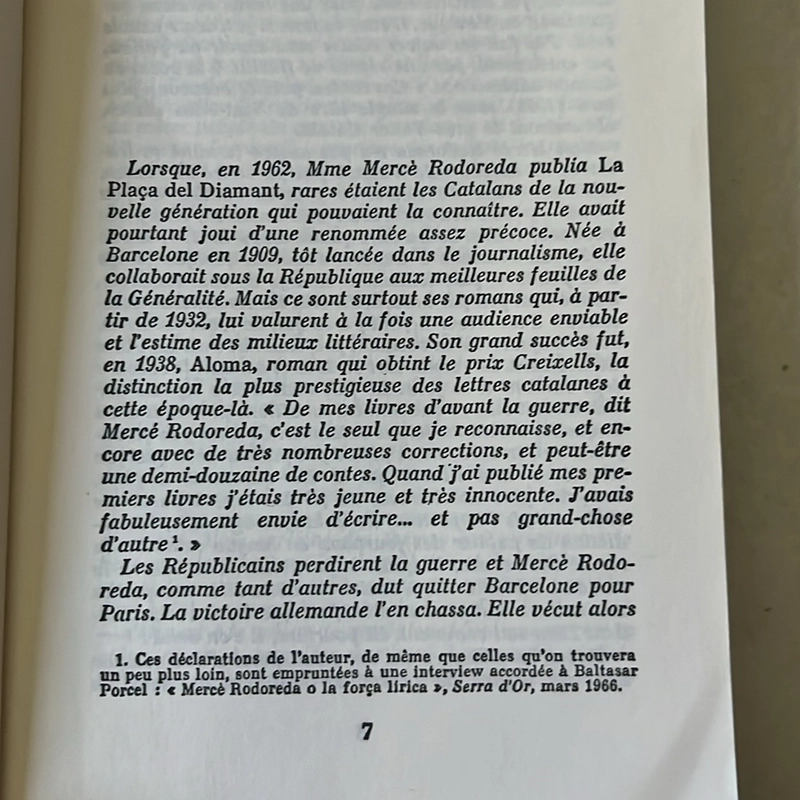 Lorsque, en 1962, Mme Mercè Rodoreda publia La
Plaça del Diamant, rares étaient les Catalans de la nou-
velle génération qui pouvaient la connaître. Elle avait
pourtant joui d'une renommée assez précoce. Née à
Barcelone en 1909, tôt lancée dans le journalisme, elle
collaborait sous la République aux meilleures feuilles de
la Généralité. Mais ce sont surtout ses romans qui, à par-
tir de 1932, lui valurent à la fois une audience enviable
et l'estime des milieux littéraires. Son grand succès fut,
en 1938, Aloma, roman qui obtint le prix Creixells, la
distinction la plus prestigieuse des lettres catalanes à
cette époque-là. « De mes livres d'avant la guerre, dit
Mercé Rodoreda, c'est le seul que je reconnaisse, et en-
core avec de très nombreuses corrections, et peut-être
une demi-douzaine de contes. Quand j'ai publié mes pre-
miers livres j'étais très jeune et très innocente. J'avais
fabuleusement envie d'écrire... et pas grand-chose
d'autre¹. »
Les Républicains perdirent la guerre et Mercè Rodo-
reda, comme tant d'autres, dut quitter Barcelone pour
Paris. La victoire allemande l'en chassa. Elle vécut alors
1. Ces déclarations de l'auteur, de même que celles qu'on trouvera
un peu plus loin, sont empruntées à une interview accordée à Baltasar
Porcel : « Mercè Rodoreda o la força lírica », Serra d'Or, mars 1966.
7